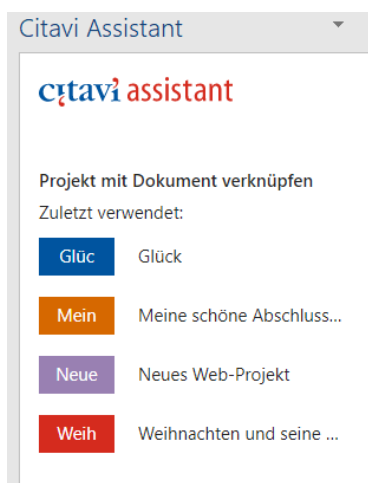 Citavi Assistant
citavi assistant
Projekt mit Dokument verknüpfen
Zuletzt verwendet:
Glüc Glück
Mein Meine schöne Abschluss...
Neue Neues Web-Projekt
Weih Weihnachten und seine ...